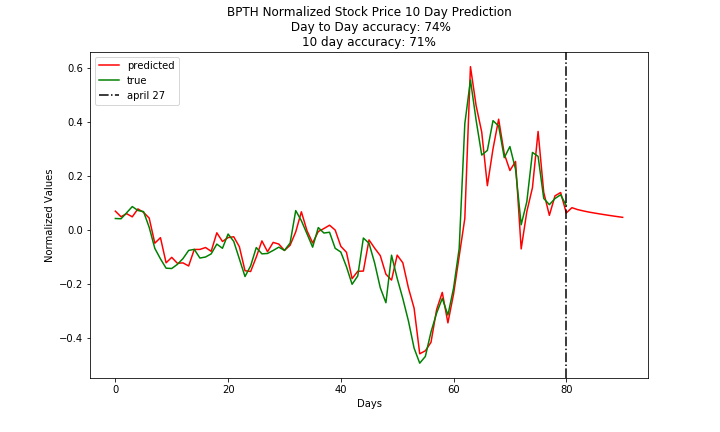 BPTH Normalized Stock Price 10 Day Prediction
Day to Day accuracy: 74%
10 day accuracy: 71%
predicted
true
april 27
Normalized Values
0.6
0.4
0.2
0.0
−0.2
−0.4
0
20
40
60
80
Days